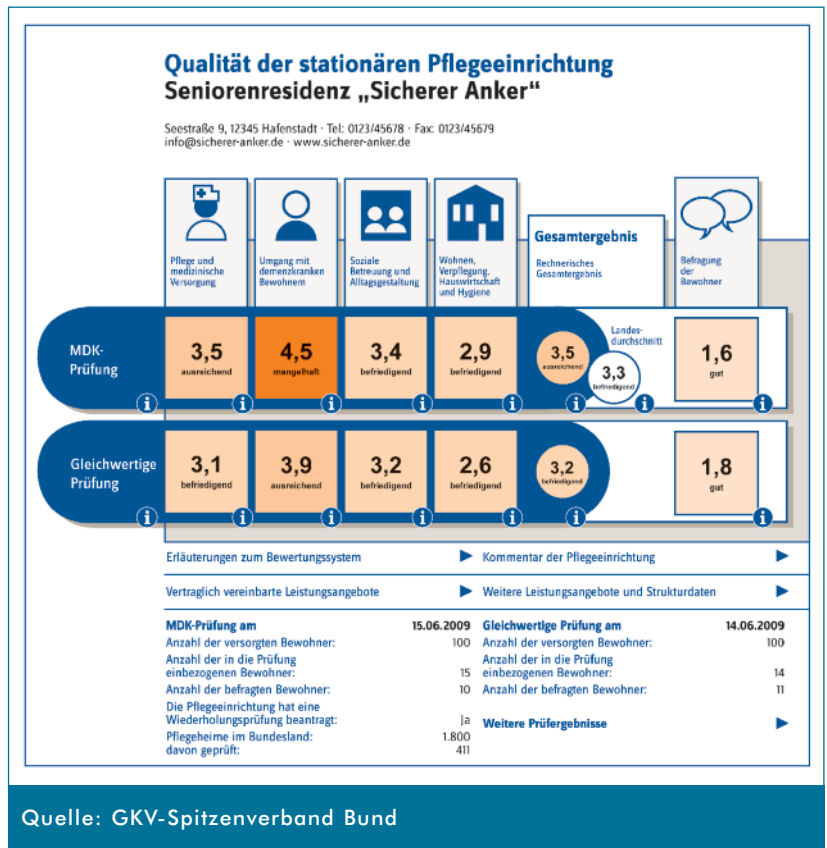 Qualität der stationären Pflegeeinrichtung
Seniorenresidenz „Sicherer Anker“
Seestraße 9, 12345 Hafenstadt · Tel: 0123/45678 · Fax: 0123/45679
info@sicherer-anker.de · www.sicherer-anker.de
Pflege und
medizinische
Versorgung
Umgang mit
demenzkranken
Bewohnern
Soziale
Betreuung und
Alltagsgestaltung
Wohnen,
Verpflegung,
Hauswirtschaft
und Hygiene
Gesamtergebnis
Rechnerisches
Gesamtergebnis
Befragung
der
Bewohner
MDK-
Prüfung
3,5
ausreichend
4,5
mangelhaft
3,4
befriedigend
2,9
befriedigend
3,5
ausreichend
Landes-
durchschnitt
3,3
befriedigend
1,6
gut
i i i i i i i i
Gleichwertige
Prüfung
3,1
befriedigend
3,9
ausreichend
3,2
befriedigend
2,6
befriedigend
3,2
befriedigend
1,8
gut
i i i i i i i
Erläuterungen zum Bewertungssystem
Kommentar der Pflegeeinrichtung
Vertraglich vereinbarte Leistungsangebote
Weitere Leistungsangebote und Strukturdaten
MDK-Prüfung am 15.06.2009
Anzahl der versorgten Bewohner: 100
Anzahl der in die Prüfung
einbezogenen Bewohner: 15
Anzahl der befragten Bewohner: 10
Die Pflegeeinrichtung hat eine
Wiederholungsprüfung beantragt: Ja
Pflegeheime im Bundesland: 1.800
davon geprüft: 411
Gleichwertige Prüfung am 14.06.2009
Anzahl der versorgten Bewohner: 100
Anzahl der in die Prüfung
einbezogenen Bewohner: 14
Anzahl der befragten Bewohner: 11
Weitere Prüfergebnisse
Quelle: GKV-Spitzenverband Bund